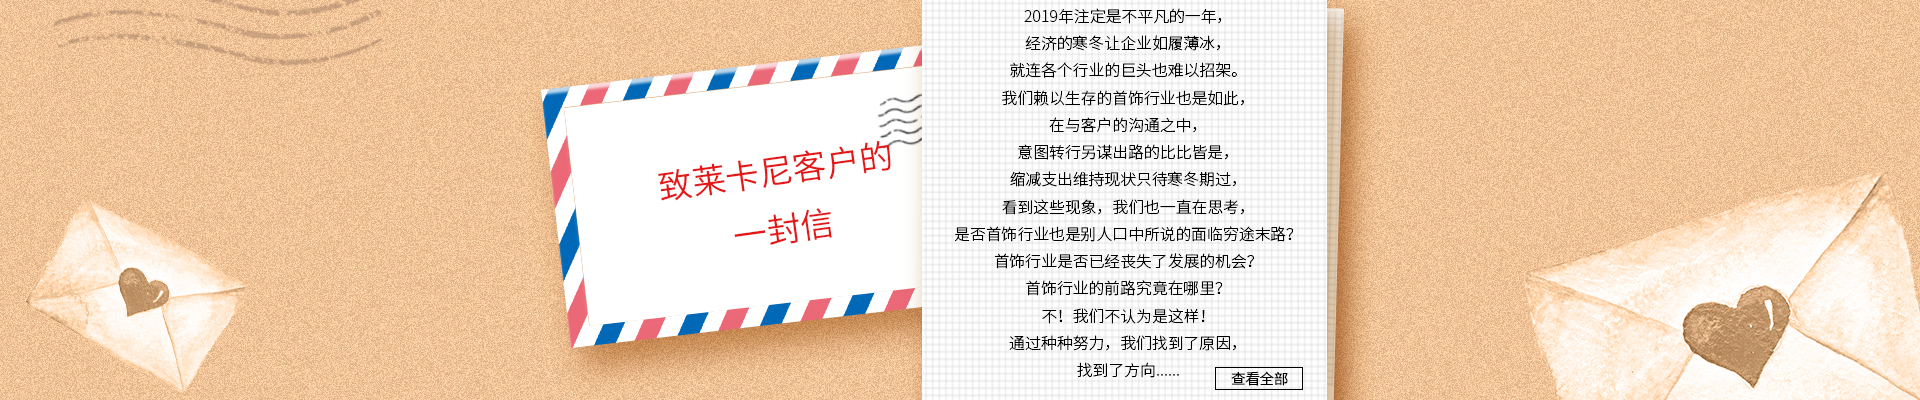 致莱卡尼客户的
一封信
2019年注定是不平凡的一年，
经济的寒冬让企业如履薄冰，
就连各个行业的巨头也难以招架。
我们赖以生存的首饰行业也是如此，
在与客户的沟通之中，
意图转行另谋出路的比比皆是，
缩减支出维持现状只待寒冬期过，
看到这些现象，我们也一直在思考，
是否首饰行业也是别人口中所说的面临穷途末路？
首饰行业是否已经丧失了发展的机会？
首饰行业的前路究竟在哪里？
不！我们不认为是这样！
通过种种努力，我们找到了原因，
找到了方向......
查看全部